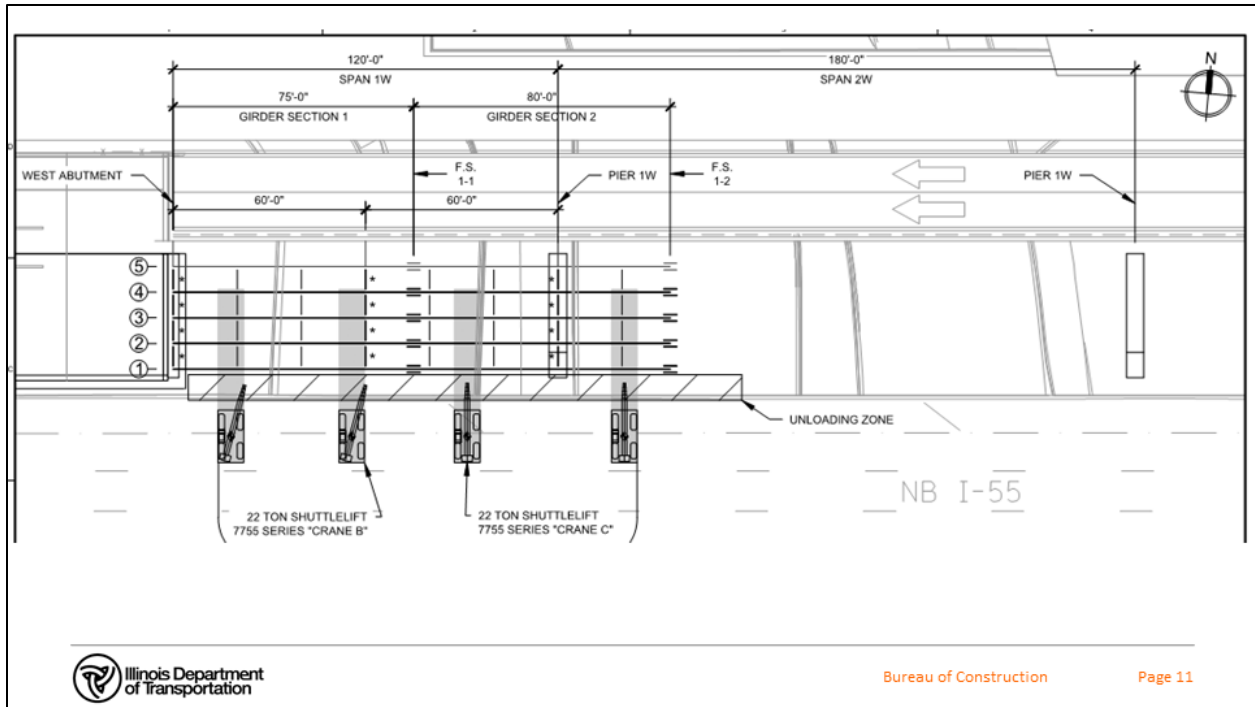 120'-0"
180'-0"
N
SPAN 1W
SPAN 2W
75'-0"
80'-0"
GIRDER SECTION 1
GIRDER SECTION 2
WEST ABUTMENT
F.S.
1-1
PIER 1W
F.S.
1-2
PIER 1W
60'-0"
60'-0"
5
4
3
2
1
UNLOADING ZONE
NB I-55
22 TON SHUTTLELIFT
7755 SERIES "CRANE B"
22 TON SHUTTLELIFT
7755 SERIES "CRANE C"
Illinois Department
of Transportation
Bureau of Construction
Page 11